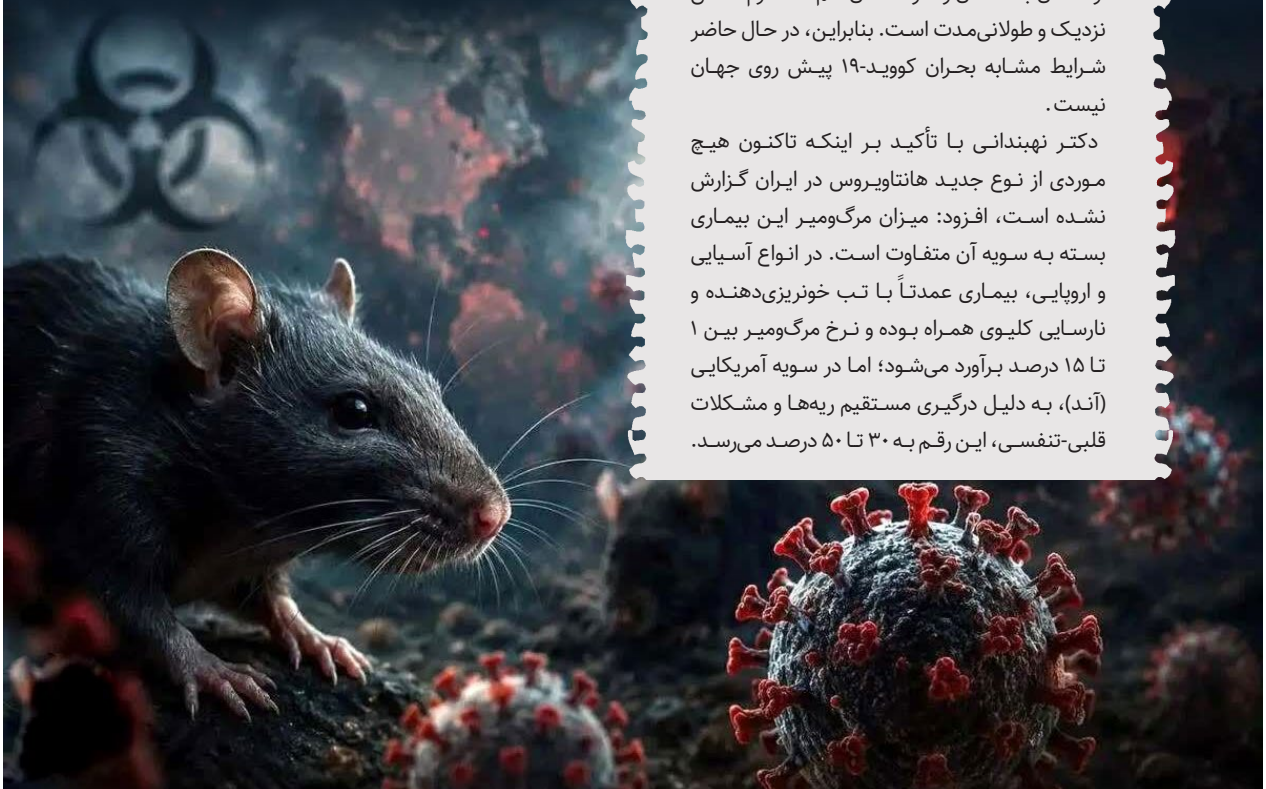 نزدیک و طولانی‌مدت است. بنابراین، در حال حاضر
شرایط مشابه بحران کووید-۱۹ پیش روی جهان
نیست.
دکتر نهبندانی با تأکید بر اینکه تاکنون هیچ
موردی از نوع جدید هانتاویروس در ایران گزارش
نشده است، افزود: میزان مرگ‌ومیر این بیماری
بسته به سویه آن متفاوت است. در انواع آسیایی
و اروپایی، بیماری عمدتاً با تب خونریزی‌دهنده و
نارسایی کلیوی همراه بوده و نرخ مرگ‌ومیر بین ۱
تا ۱۵ درصد برآورد می‌شود؛ اما در سویه آمریکایی
(آند)، به دلیل درگیری مستقیم ریه‌ها و مشکلات
قلبی-تنفسی، این رقم به ۳۰ تا ۵۰ درصد می‌رسد.